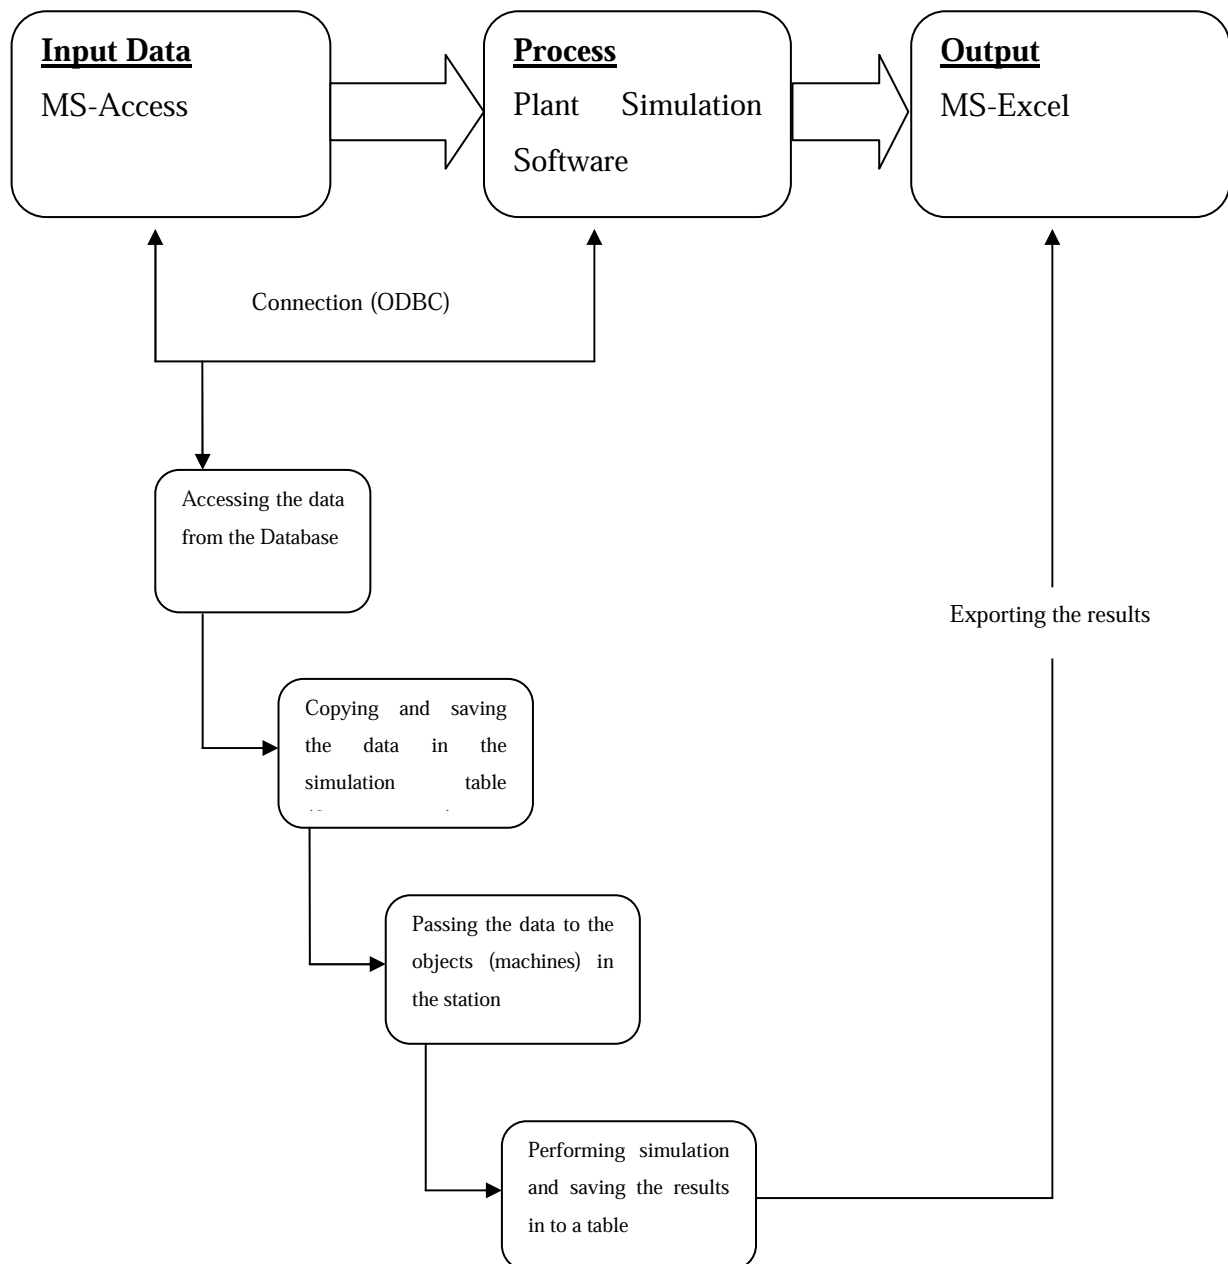 Input Data
MS-Access
Process
Plant Simulation
Software
Output
MS-Excel
Connection (ODBC)
Accessing the data
from the Database
Exporting the results
Copying and saving
the data in the
simulation table
Passing the data to the
objects (machines) in
the station
Performing simulation
and saving the results
in to a table